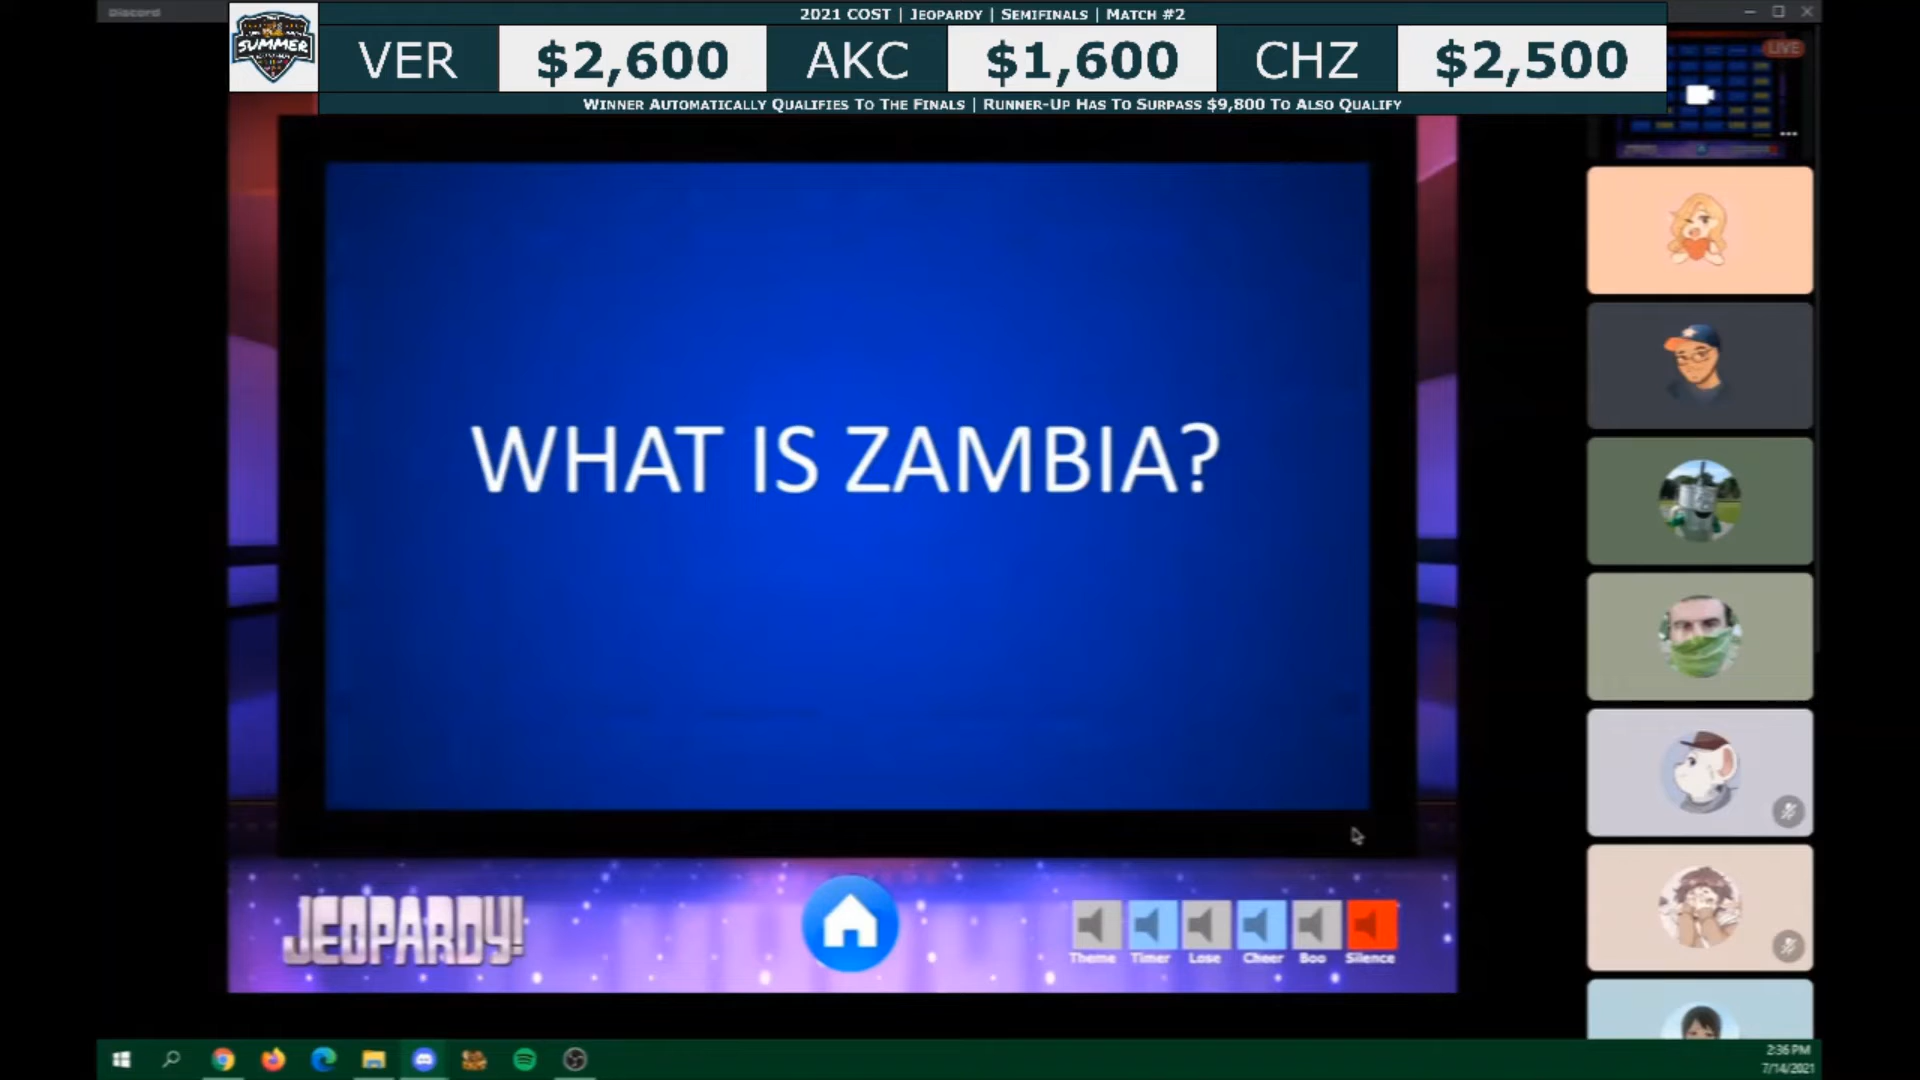 Discord
2021 COST | JEOPARDY | SEMIFINALS | MATCH #2
SUMMER
VER $2,600 AKC $1,600 CHZ $2,500
LIVE
WINNER AUTOMATICALLY QUALIFIES TO THE FINALS | RUNNER-UP HAS TO SURPASS $9,800 TO ALSO QUALIFY
WHAT IS ZAMBIA?
JEOPARDY!
Theme Timer Lose Cheer Boo Silence
2:36 PM
7/14/2021